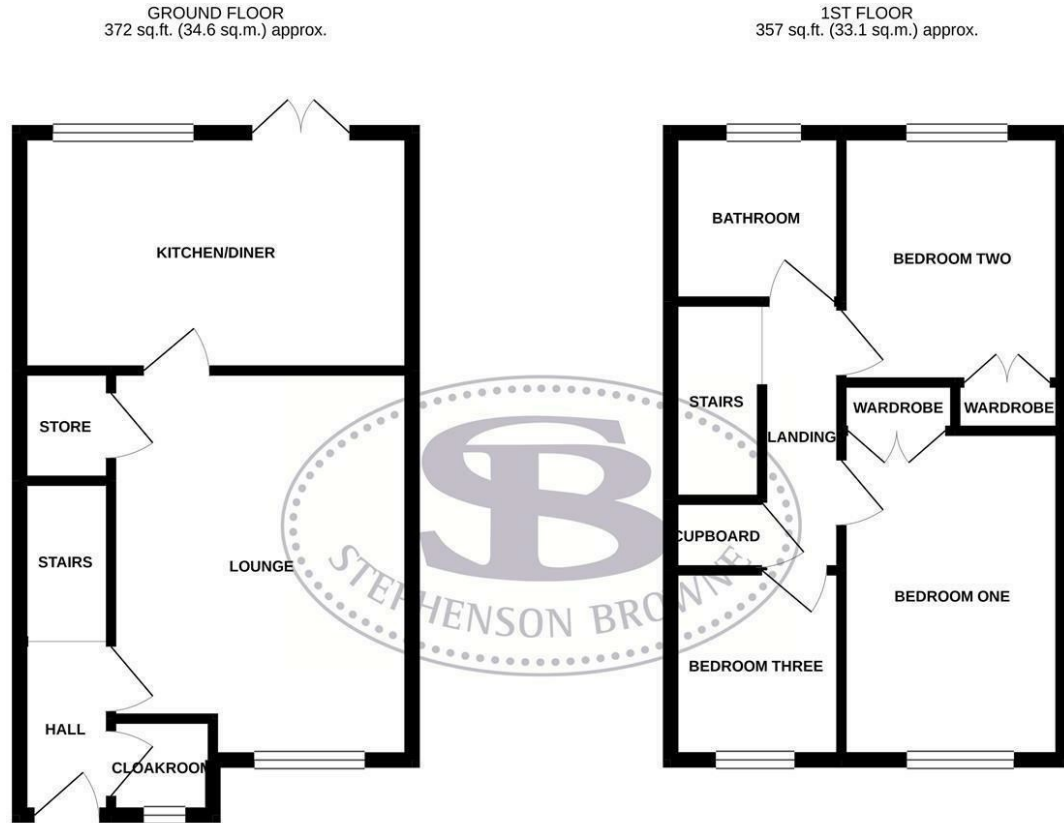 GROUND FLOOR
372 sq.ft. (34.6 sq.m.) approx.
KITCHEN/DINER
STORE
STAIRS
LOUNGE
HALL
CLOAKROOM
1ST FLOOR
357 sq.ft. (33.1 sq.m.) approx.
BATHROOM
BEDROOM TWO
STAIRS
WARDROBE
WARDROBE
LANDING
CUPBOARD
BEDROOM ONE
BEDROOM THREE
SB
STEPHENSON BROWNE